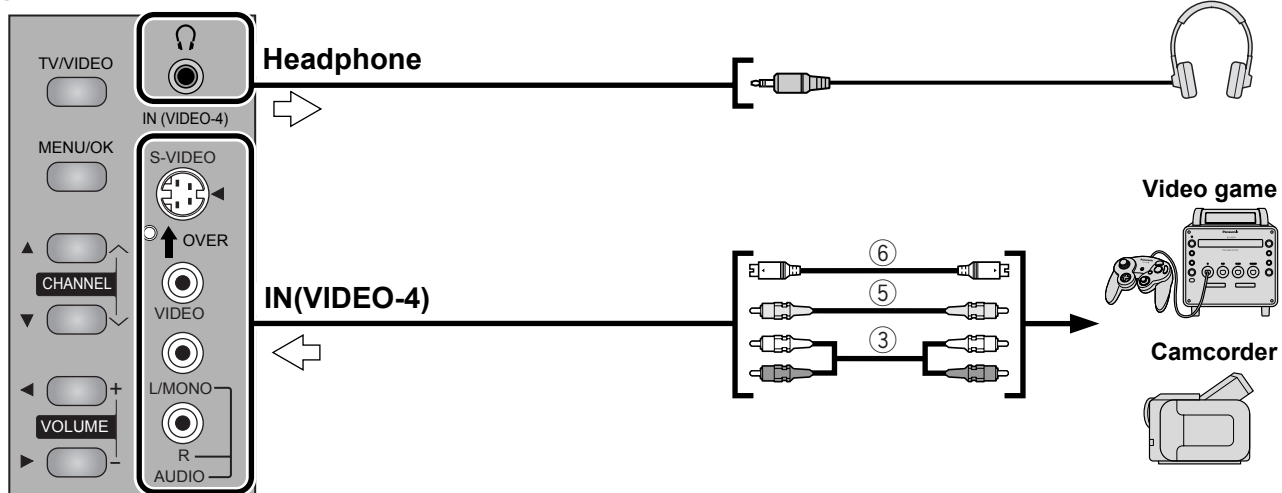 TV/VIDEO
MENU/OK
CHANNEL
+
VOLUME
–
IN (VIDEO-4)
S-VIDEO
OVER
VIDEO
L/MONO
R
AUDIO
Headphone
IN(VIDEO-4)
⑥
⑤
③
Video game
Panasonic
Camcorder